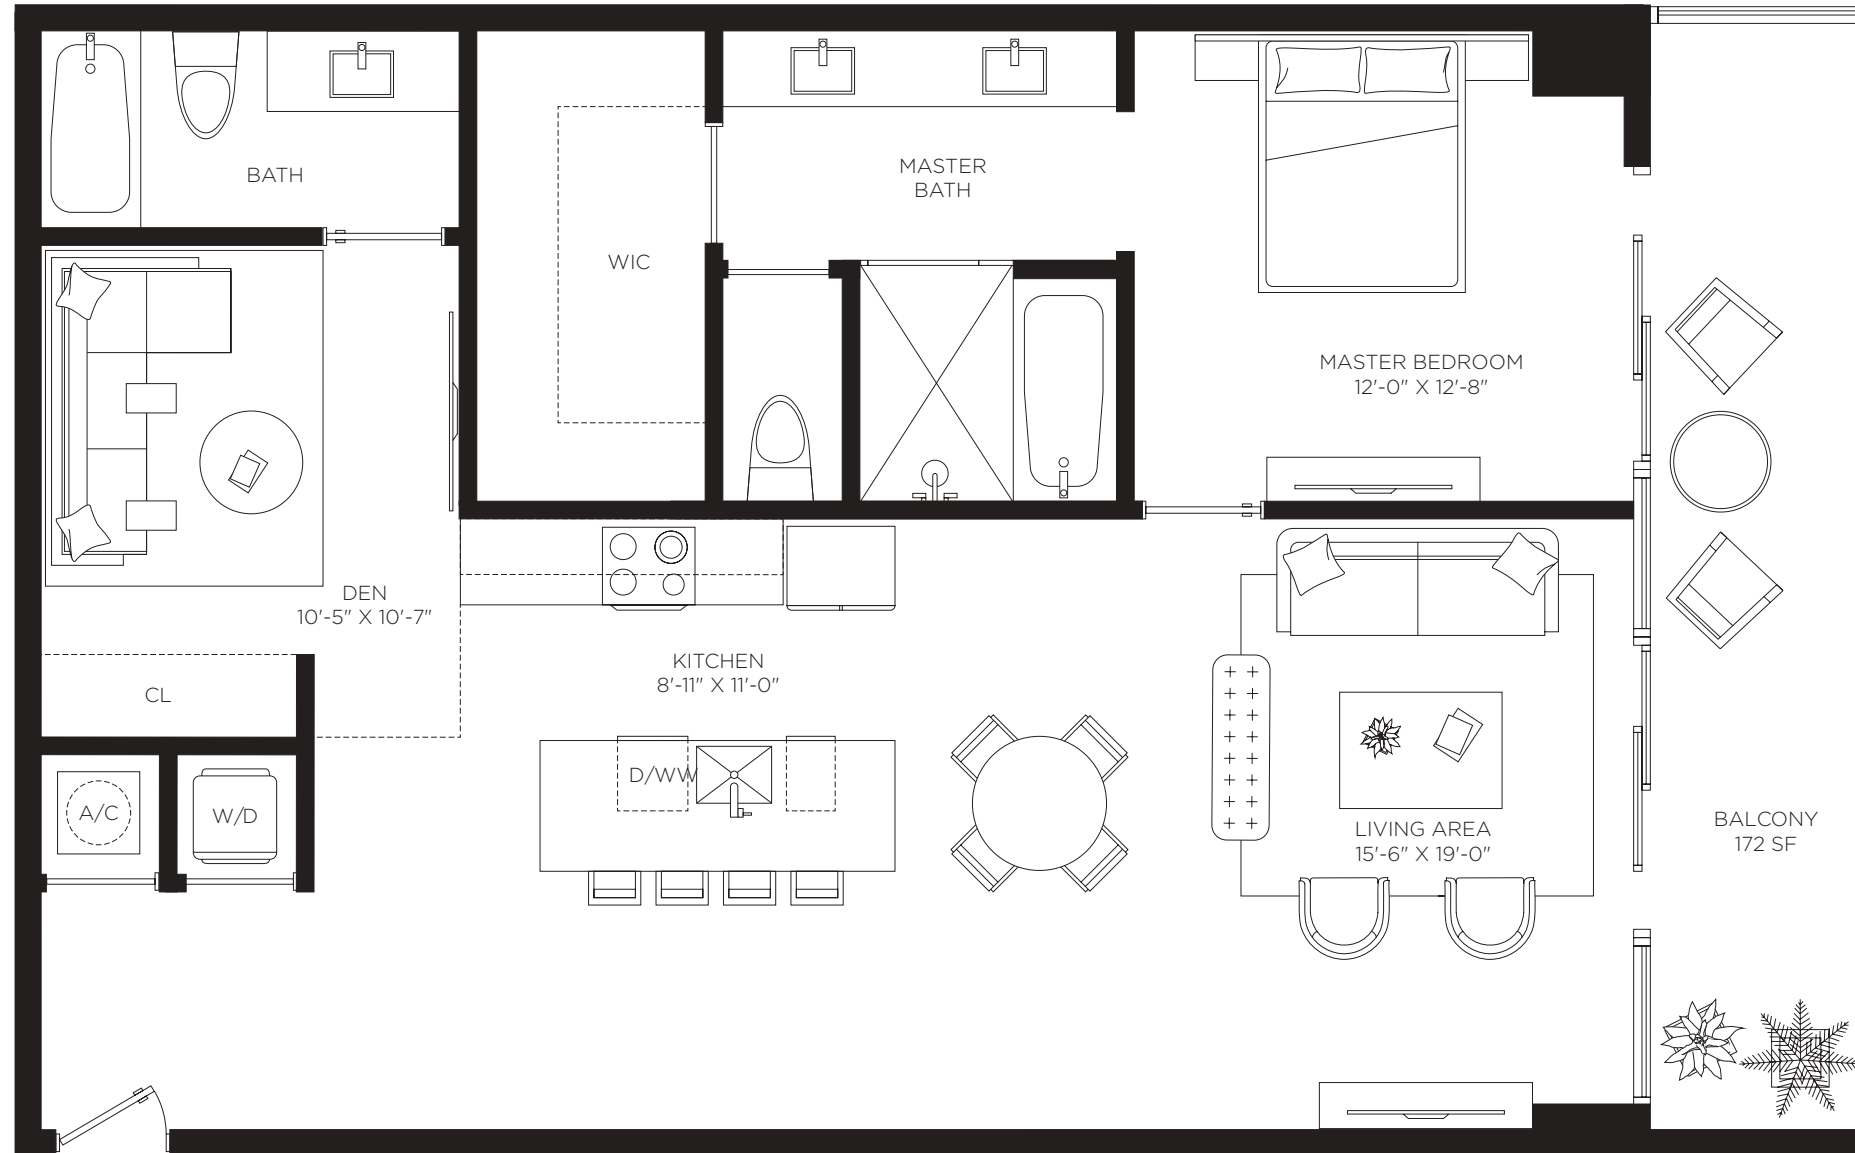 BATH
MASTER
BATH
WIC
MASTER BEDROOM
12'-0" X 12'-8"
DEN
10'-5" X 10'-7"
KITCHEN
8'-11" X 11'-0"
CL
D/WW
A/C
W/D
LIVING AREA
15'-6" X 19'-0"
BALCONY
172 SF